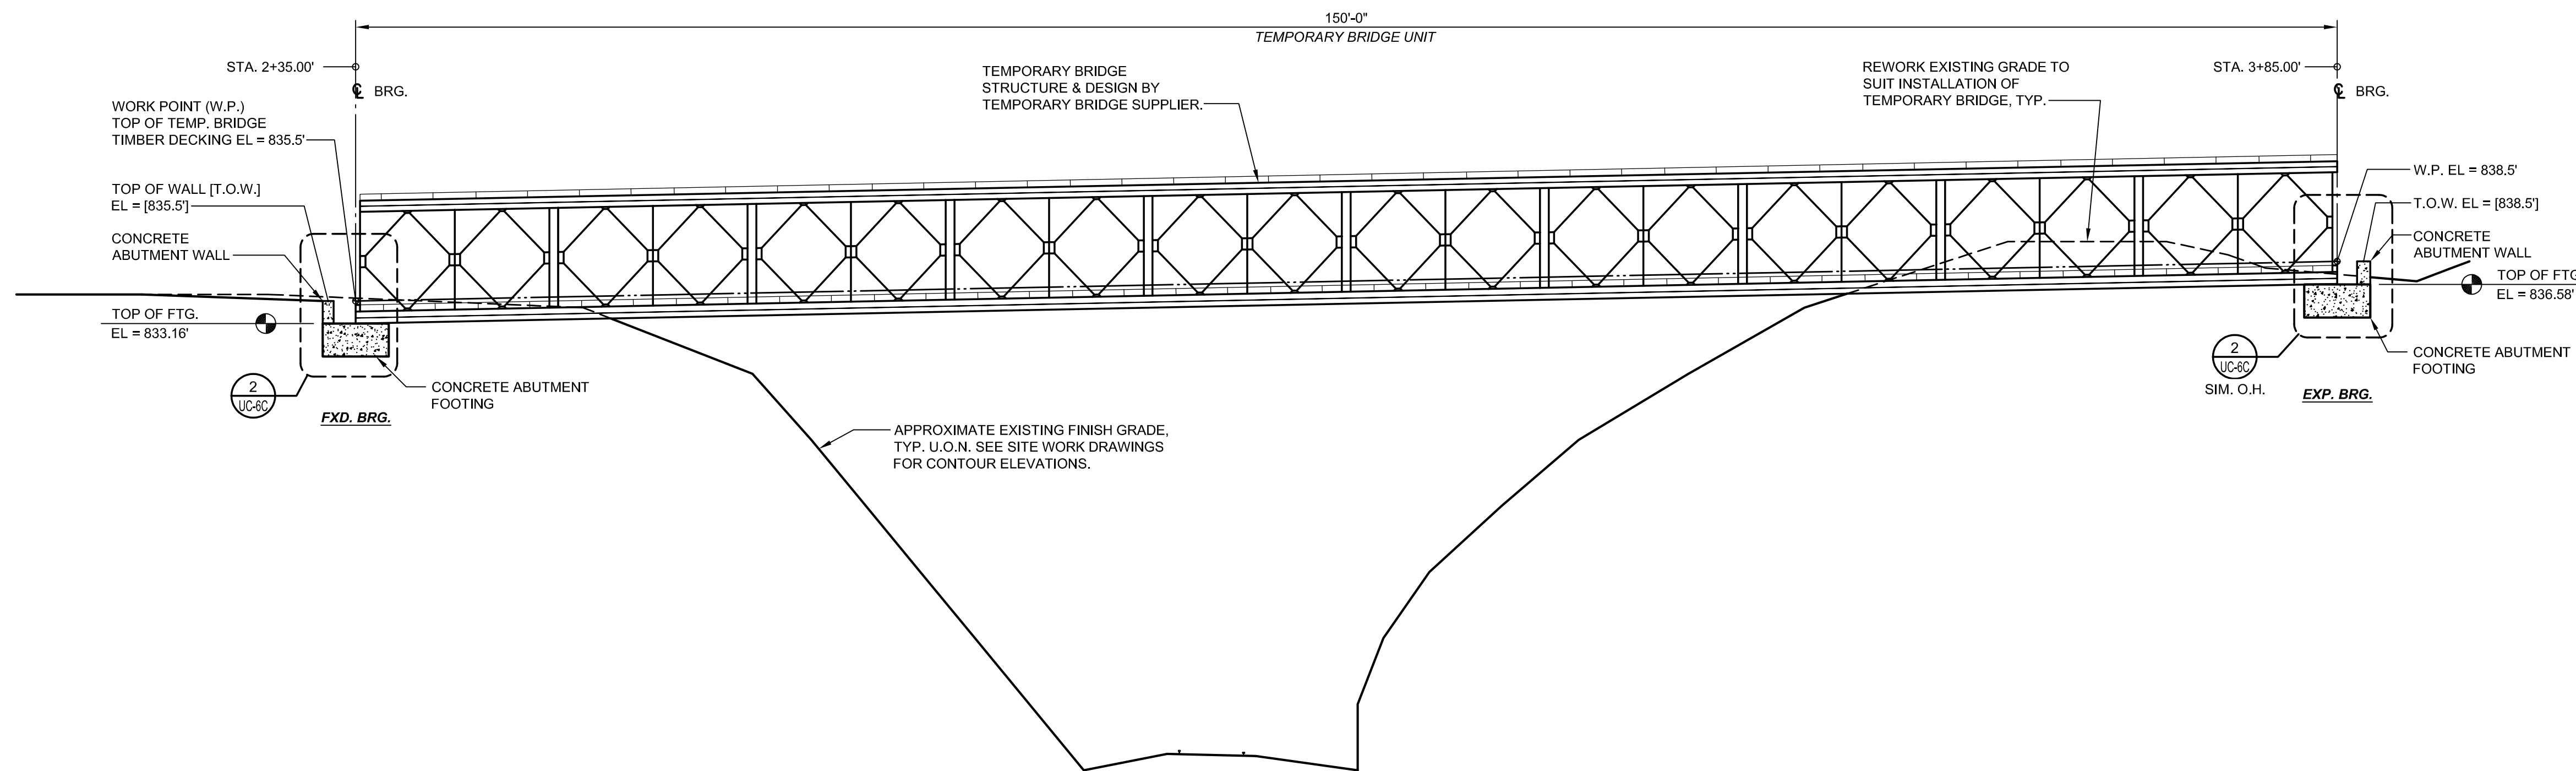 150'-0"
TEMPORARY BRIDGE UNIT
STA. 2+35.00'
℄ BRG.
WORK POINT (W.P.)
TOP OF TEMP. BRIDGE
TIMBER DECKING EL = 835.5'
TOP OF WALL [T.O.W.]
EL = [835.5']
CONCRETE
ABUTMENT WALL
TOP OF FTG.
EL = 833.16'
2
UC-6C
FXD. BRG.
CONCRETE ABUTMENT
FOOTING
TEMPORARY BRIDGE
STRUCTURE & DESIGN BY
TEMPORARY BRIDGE SUPPLIER.
APPROXIMATE EXISTING FINISH GRADE,
TYP. U.O.N. SEE SITE WORK DRAWINGS
FOR CONTOUR ELEVATIONS.
REWORK EXISTING GRADE TO
SUIT INSTALLATION OF
TEMPORARY BRIDGE, TYP.
STA. 3+85.00'
℄ BRG.
W.P. EL = 838.5'
T.O.W. EL = [838.5']
CONCRETE
ABUTMENT WALL
TOP OF FTG
EL = 836.58'
2
UC-6C
SIM. O.H.
EXP. BRG.
CONCRETE ABUTMENT
FOOTING